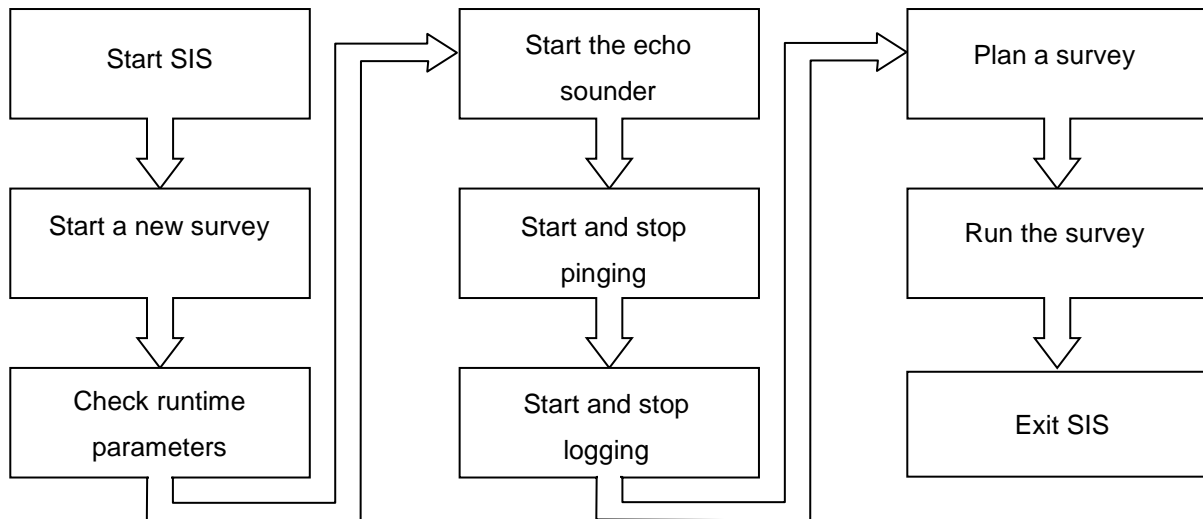 Start SIS
Start a new survey
Check runtime
parameters
Start the echo
sounder
Start and stop
pinging
Start and stop
logging
Plan a survey
Run the survey
Exit SIS